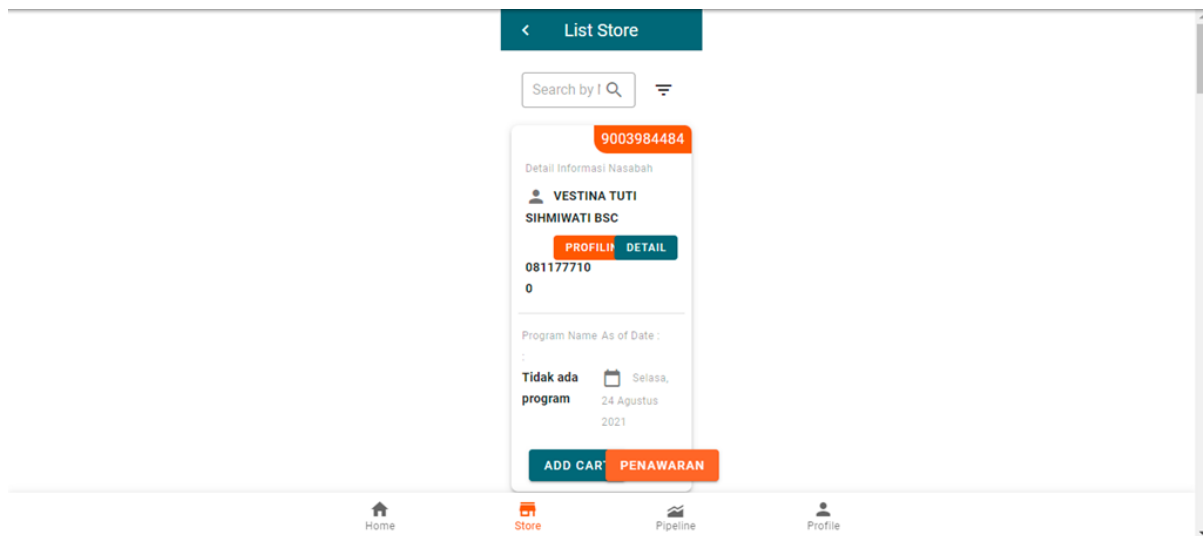 List Store
Search by
9003984484
Detail Informasi Nasabah
VESTINA TUTI
SIHMIWATI BSC
PROFILIN DETAIL
081177710
0
Program Name As of Date :
:
Tidak ada Selasa,
program 24 Agustus
2021
ADD CART PENAWARAN
Home Store Pipeline Profile